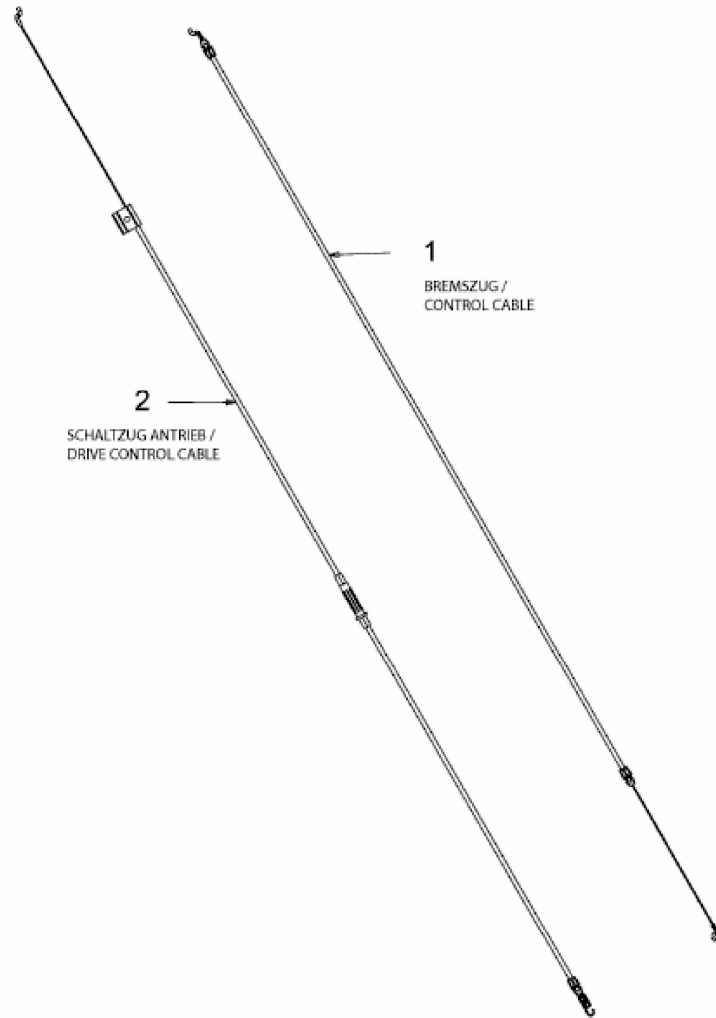 1
BREMSZUG /
CONTROL CABLE
2
SCHALTZUG ANTRIEB /
DRIVE CONTROL CABLE